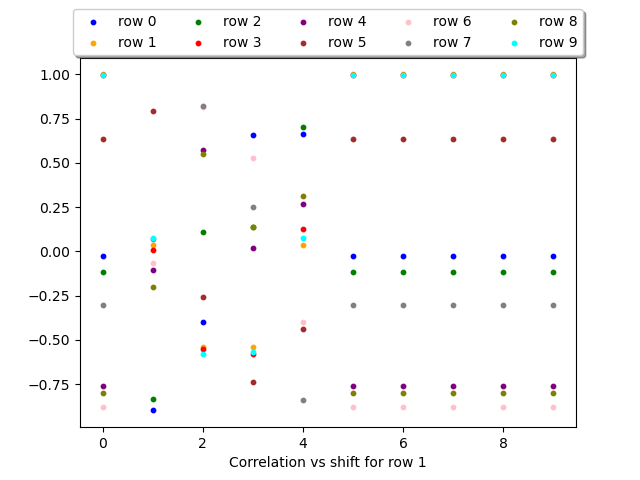 row 0 row 2 row 4 row 6 row 8
row 1 row 3 row 5 row 7 row 9
1.00
0.75
0.50
0.25
0.00
−0.25
−0.50
−0.75
0 2 4 6 8
Correlation vs shift for row 1